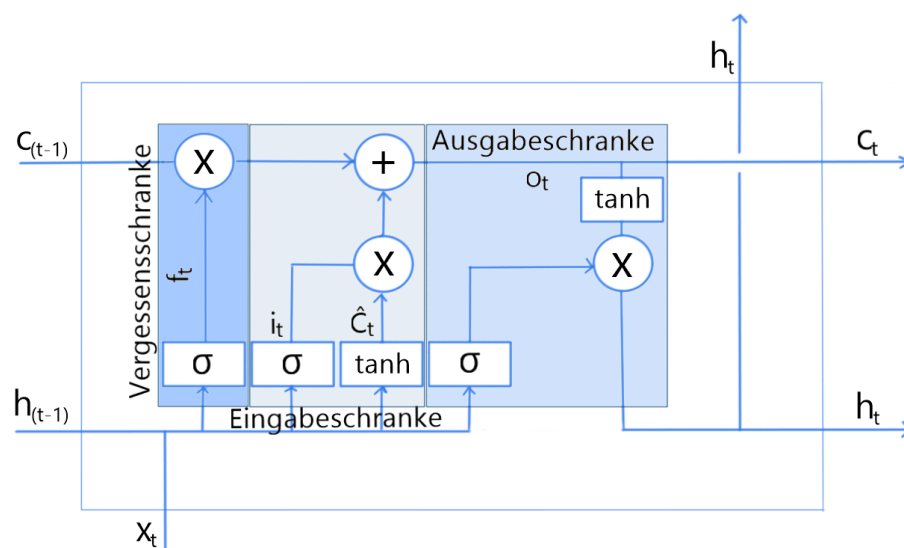 h_t
c_(t-1)
X
+
Ausgabeschranke
c_t
o_t
tanh
Vergessensschranke
f_t
X
X
i_t
Ĉ_t
σ
σ
tanh
σ
h_(t-1)
Eingabeschranke
h_t
x_t